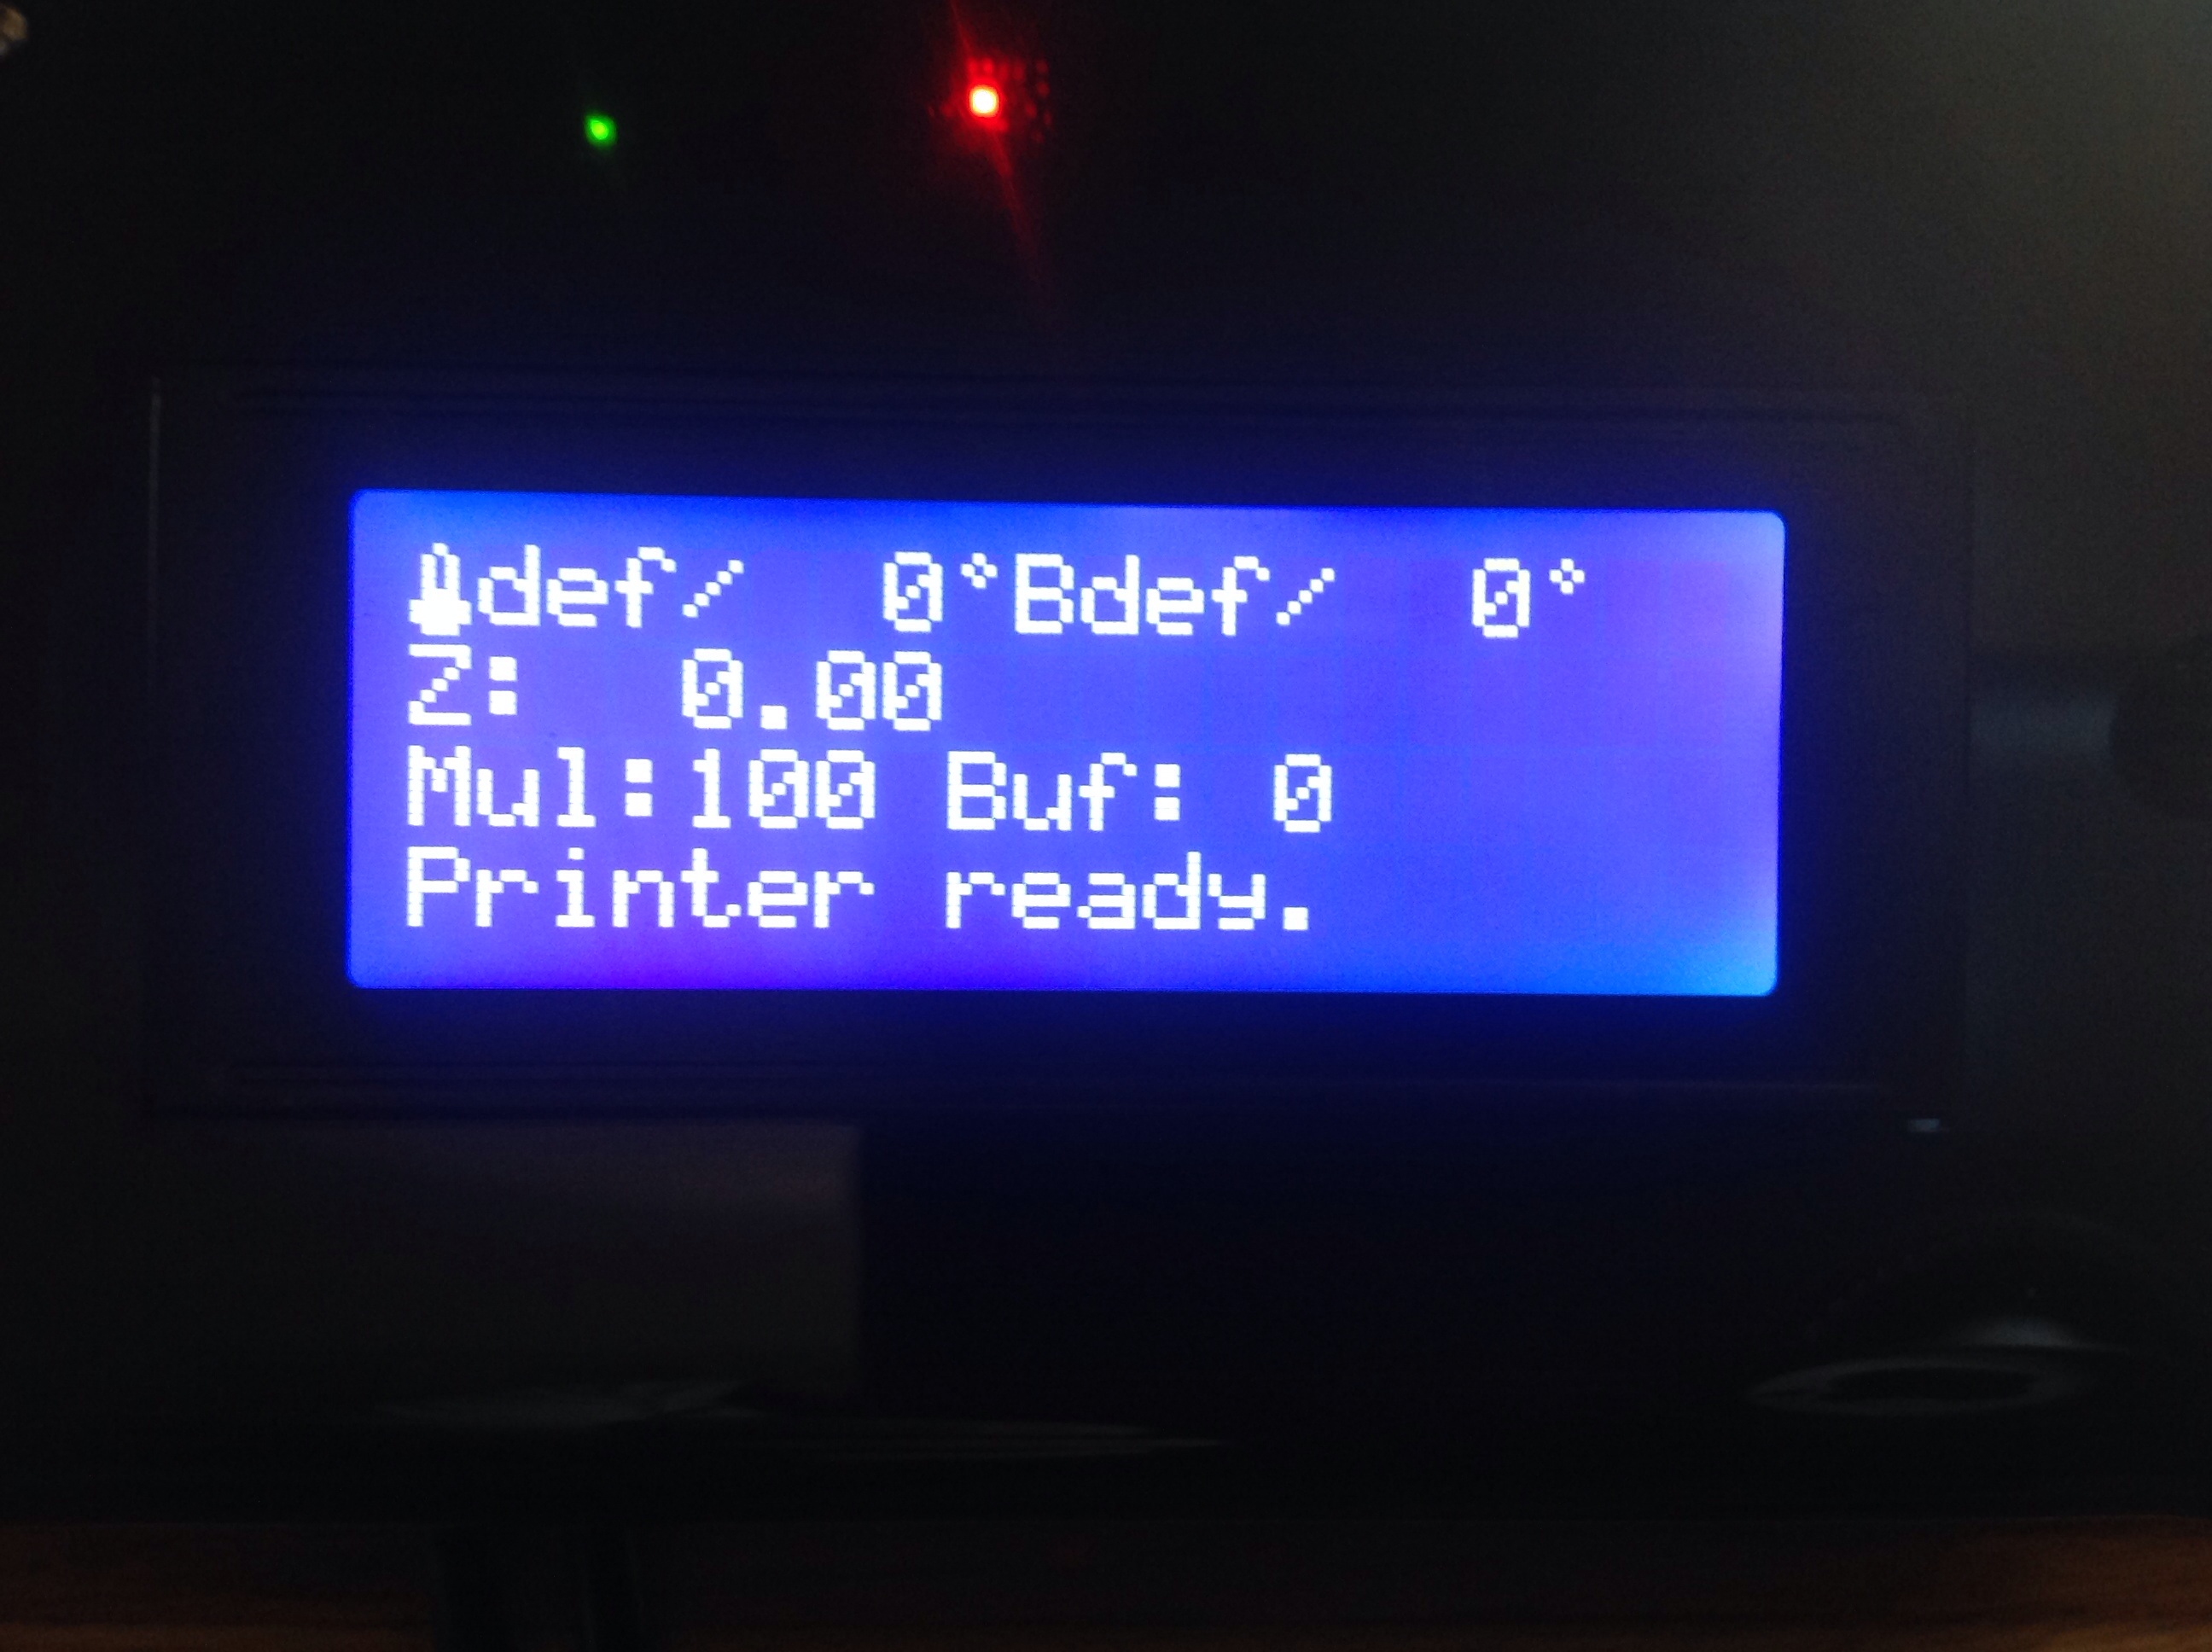 def/  0°Bdef/  0°
Z:  0.00
Mul:100 Buf: 0
Printer ready.